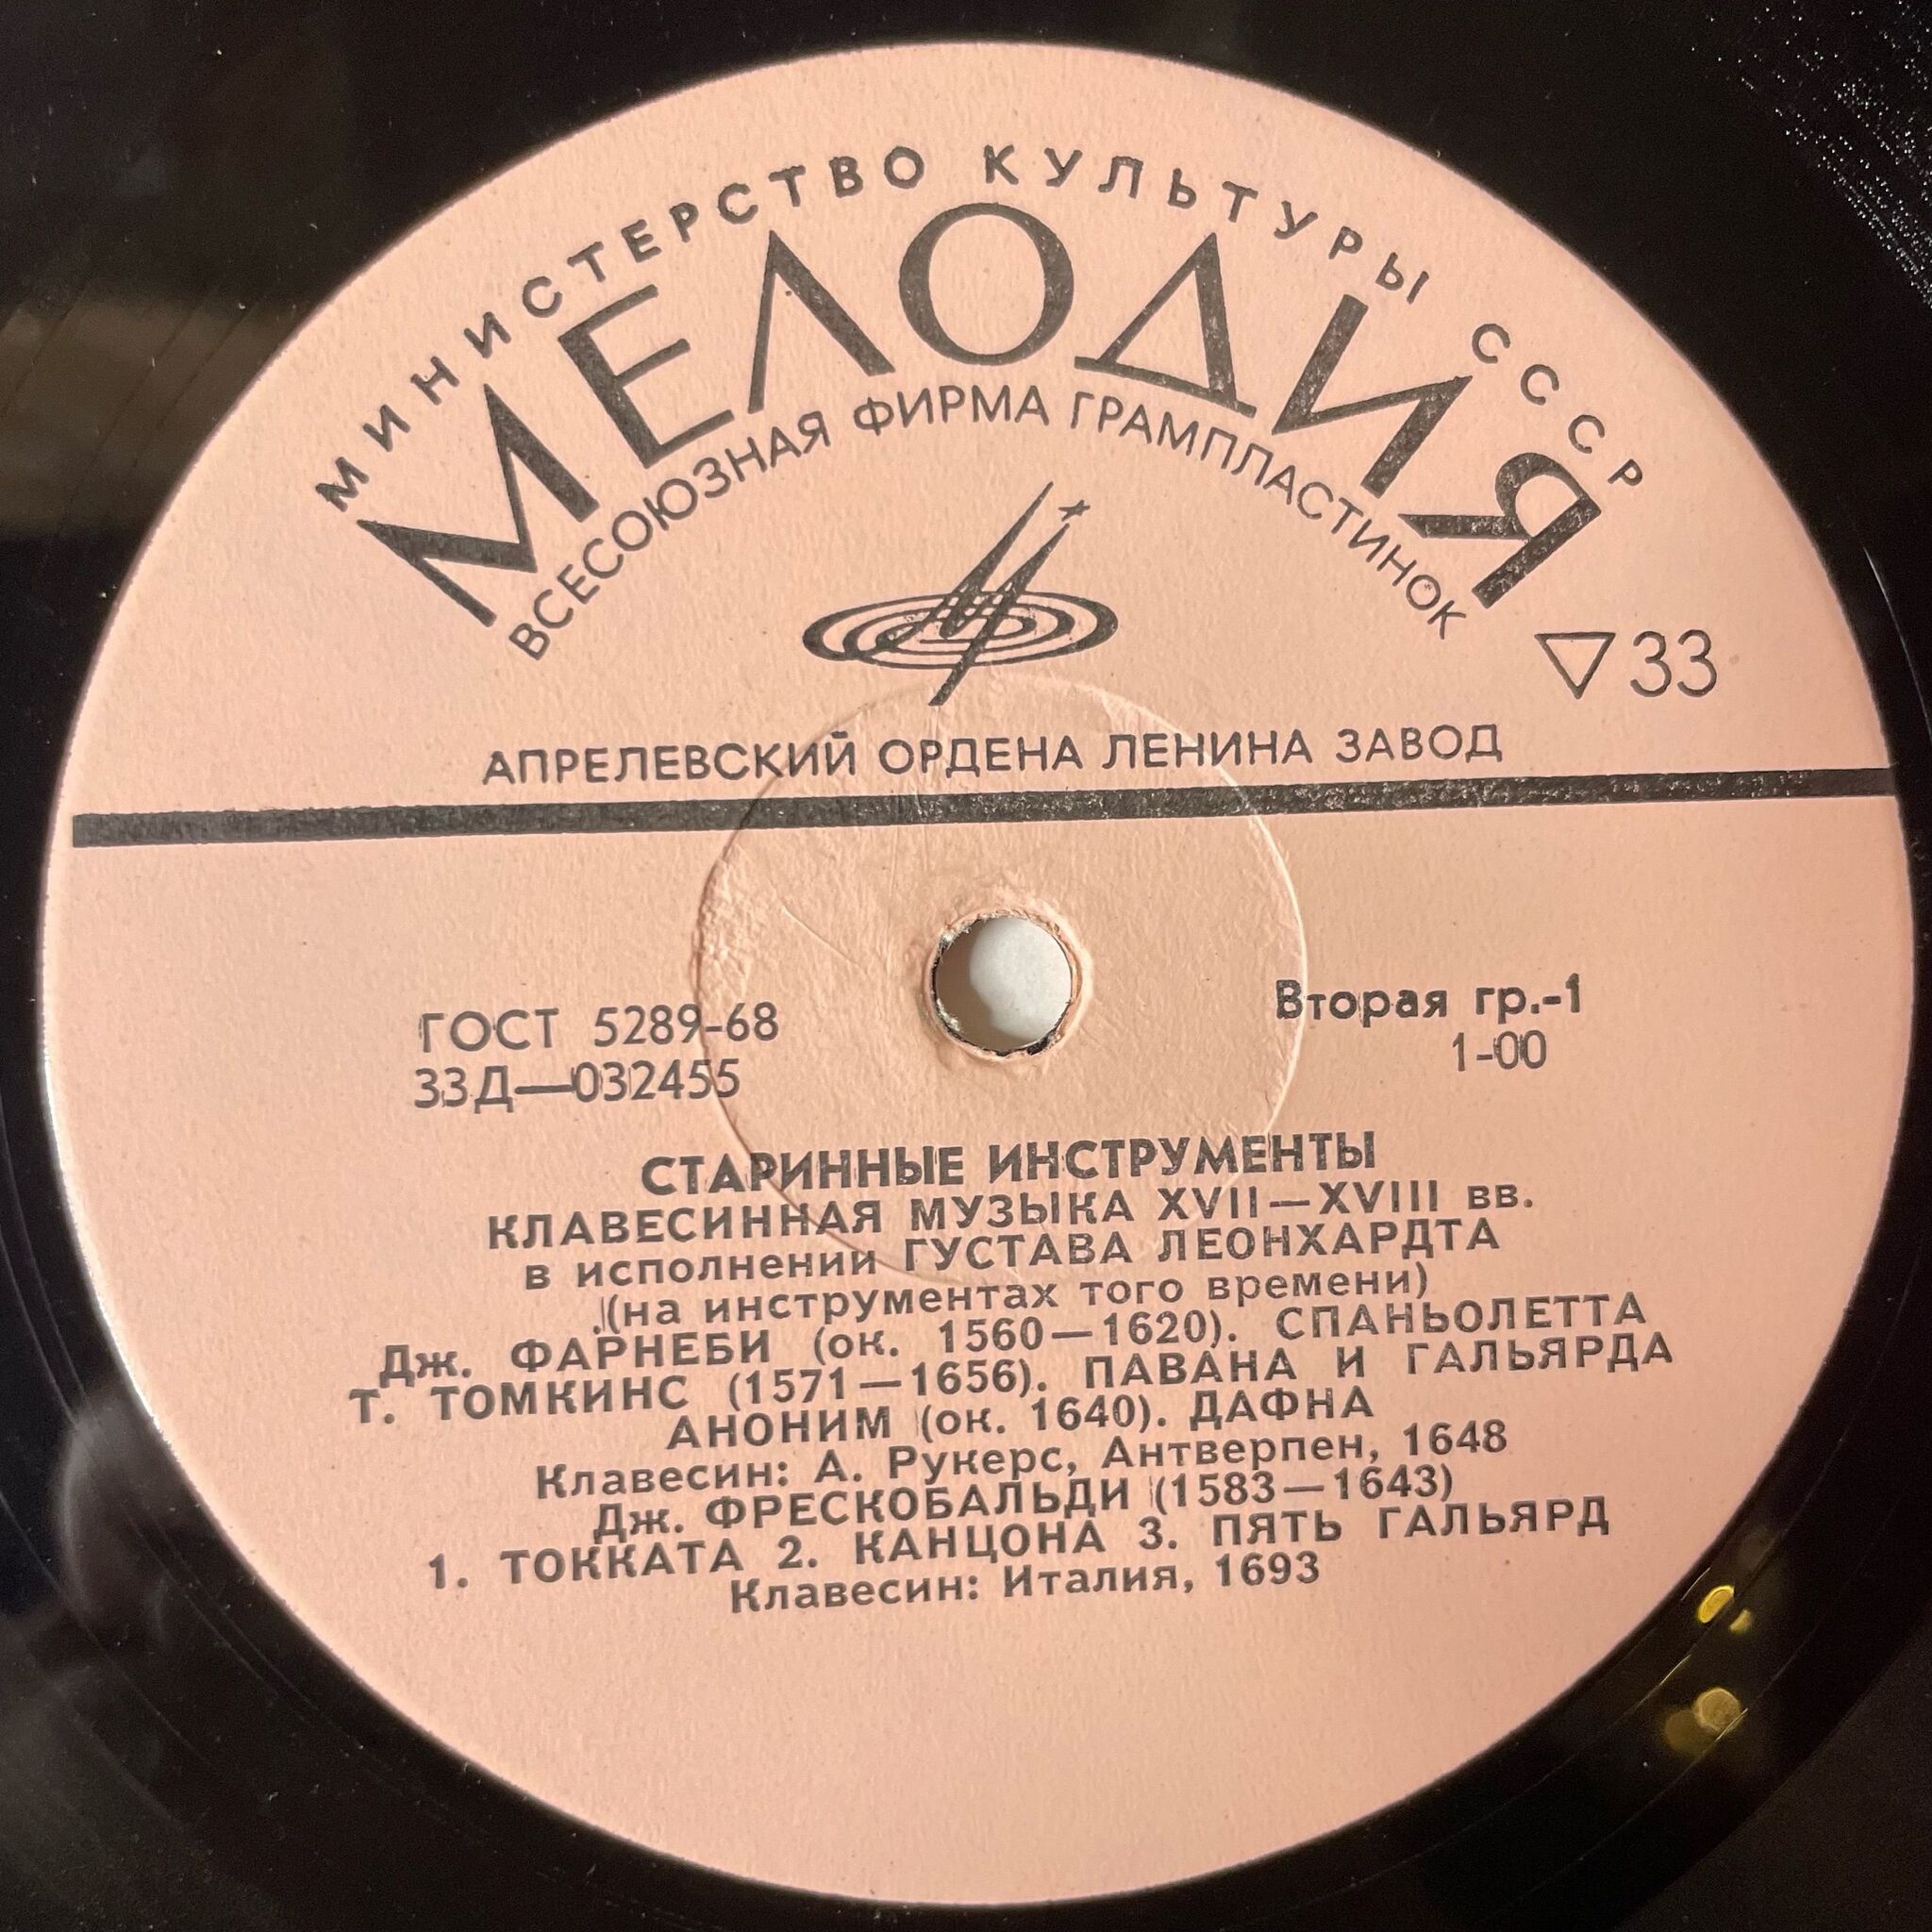 МИНИСТЕРСТВО КУЛЬТУРЫ СССР
МЕЛОДИЯ
ВСЕСОЮЗНАЯ ФИРМА ГРАМПЛАСТИНОК
▽33
АПРЕЛЕВСКИЙ ОРДЕНА ЛЕНИНА ЗАВОД
ГОСТ 5289-68
33Д—032455
Вторая гр.-1
1-00
СТАРИННЫЕ ИНСТРУМЕНТЫ
КЛАВЕСИННАЯ МУЗЫКА XVII—XVIII вв.
в исполнении ГУСТАВА ЛЕОНХАРДТА
(на инструментах того времени)
Дж. ФАРНЕБИ (ок. 1560—1620). СПАНЬОЛЕТТА
Т. ТОМКИНС (1571—1656). ПАВАНА И ГАЛЬЯРДА
АНОНИМ (ок. 1640). ДАФНА
Клавесин: А. Рукерс, Антверпен, 1648
Дж. ФРЕСКОБАЛЬДИ (1583—1643)
1. ТОККАТА 2. КАНЦОНА 3. ПЯТЬ ГАЛЬЯРД
Клавесин: Италия, 1693